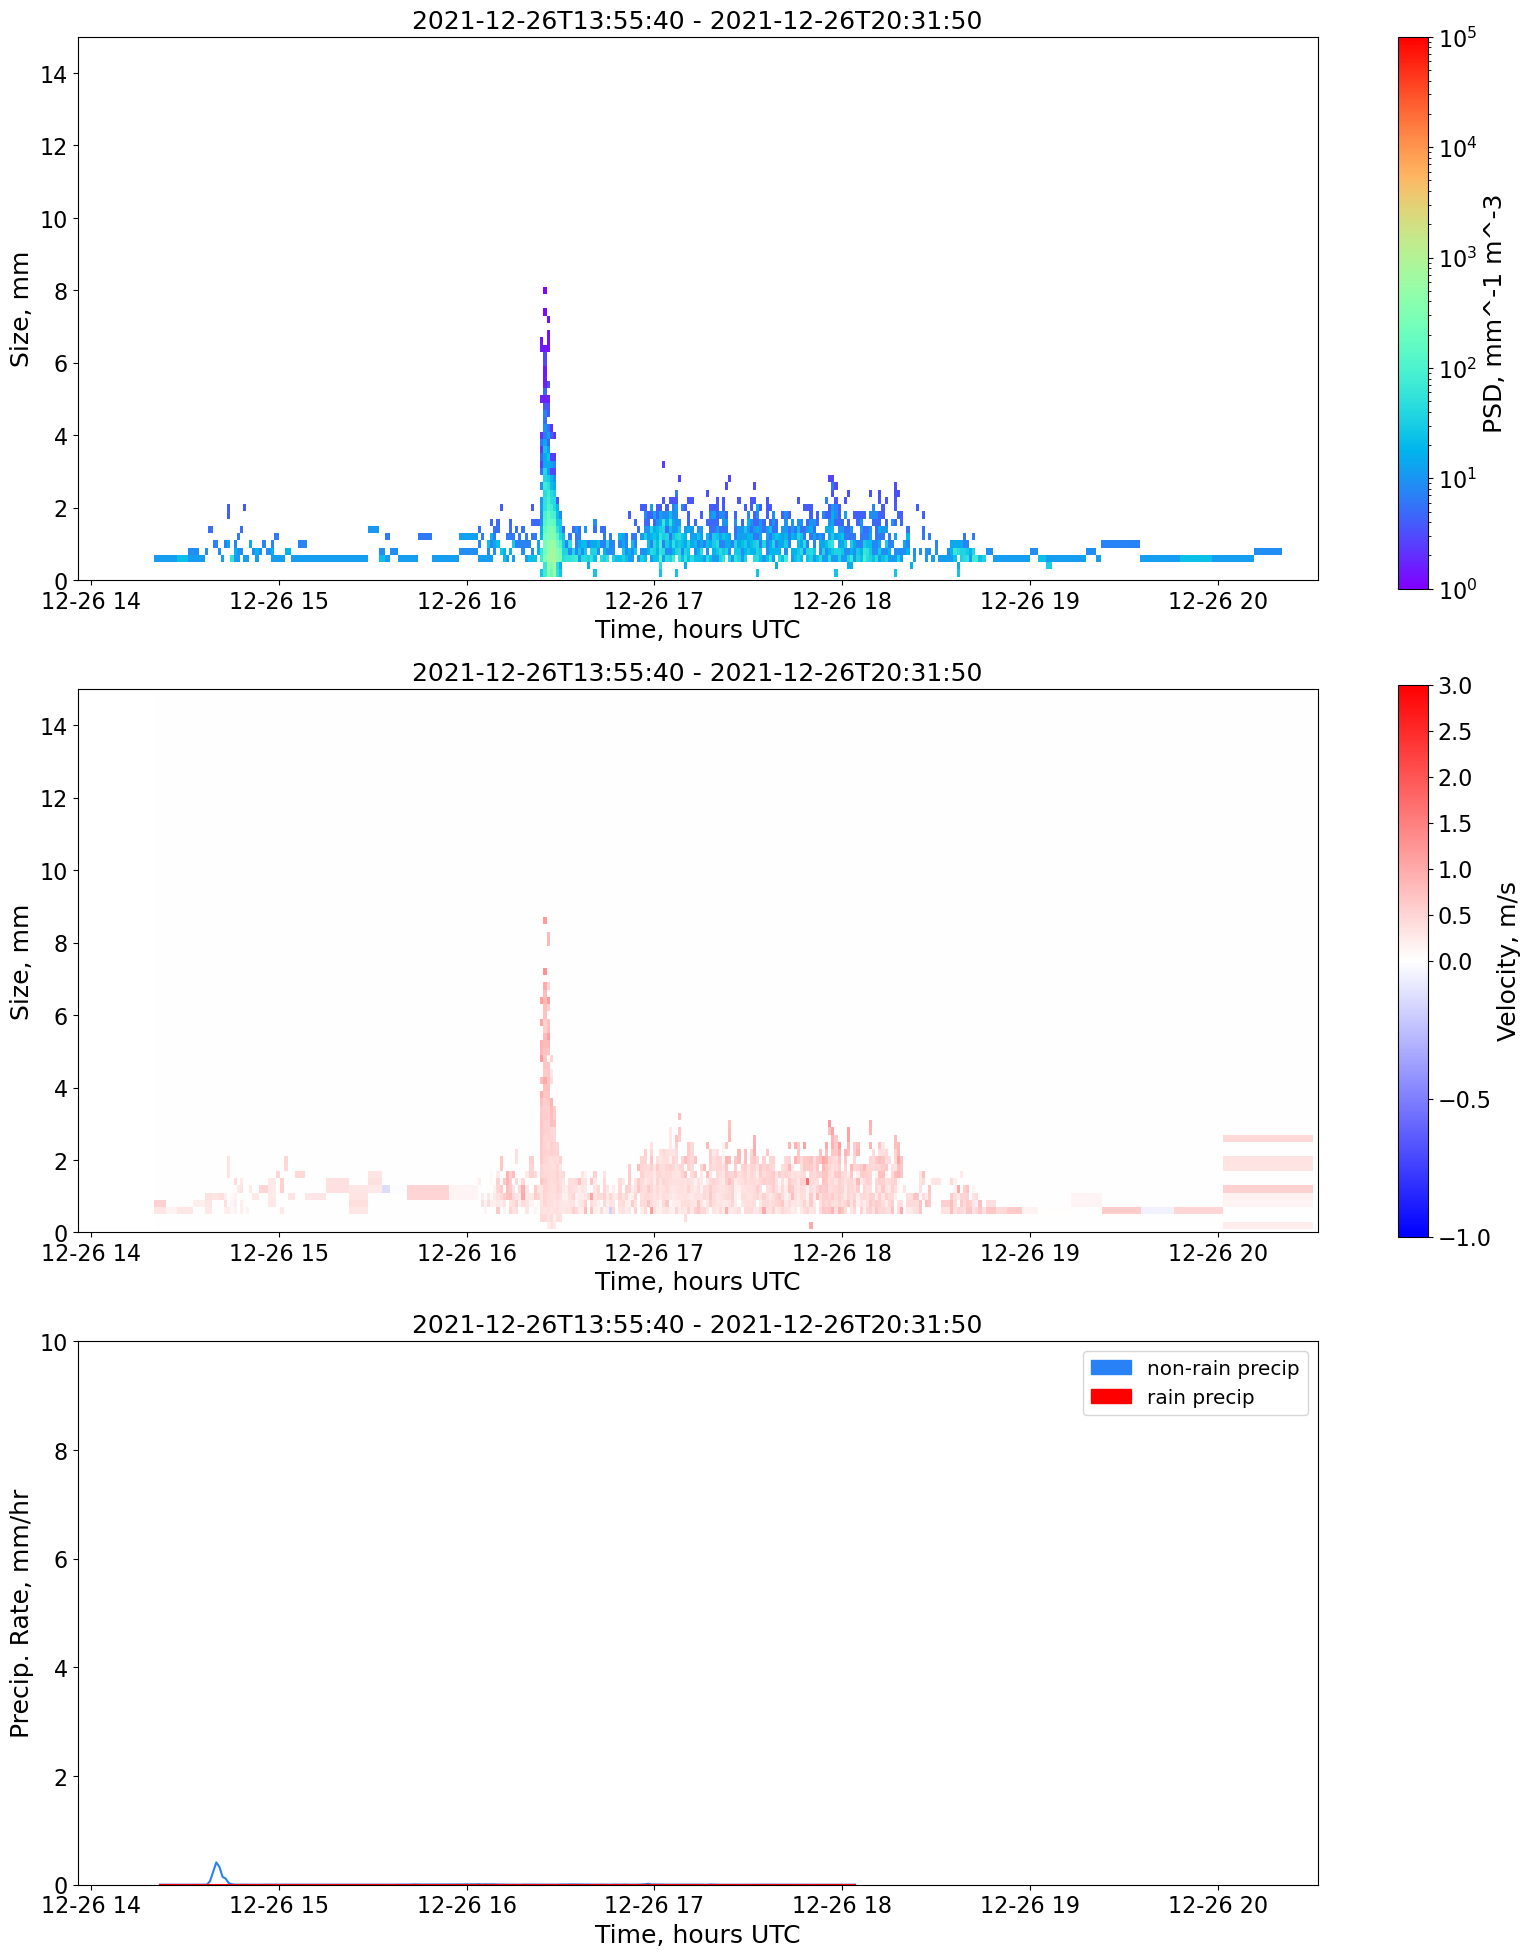 2021-12-26T13:55:40 - 2021-12-26T20:31:50
14
12
10
8
6
4
2
0
Size, mm
12-26 14 12-26 15 12-26 16 12-26 17 12-26 18 12-26 19 12-26 20
Time, hours UTC
10^5
10^4
10^3
10^2
10^1
10^0
PSD, mm^-1 m^-3
2021-12-26T13:55:40 - 2021-12-26T20:31:50
14
12
10
8
6
4
2
0
Size, mm
12-26 14 12-26 15 12-26 16 12-26 17 12-26 18 12-26 19 12-26 20
Time, hours UTC
3.0
2.5
2.0
1.5
1.0
0.5
0.0
−0.5
−1.0
Velocity, m/s
2021-12-26T13:55:40 - 2021-12-26T20:31:50
10
8
6
4
2
0
Precip. Rate, mm/hr
non-rain precip
rain precip
12-26 14 12-26 15 12-26 16 12-26 17 12-26 18 12-26 19 12-26 20
Time, hours UTC